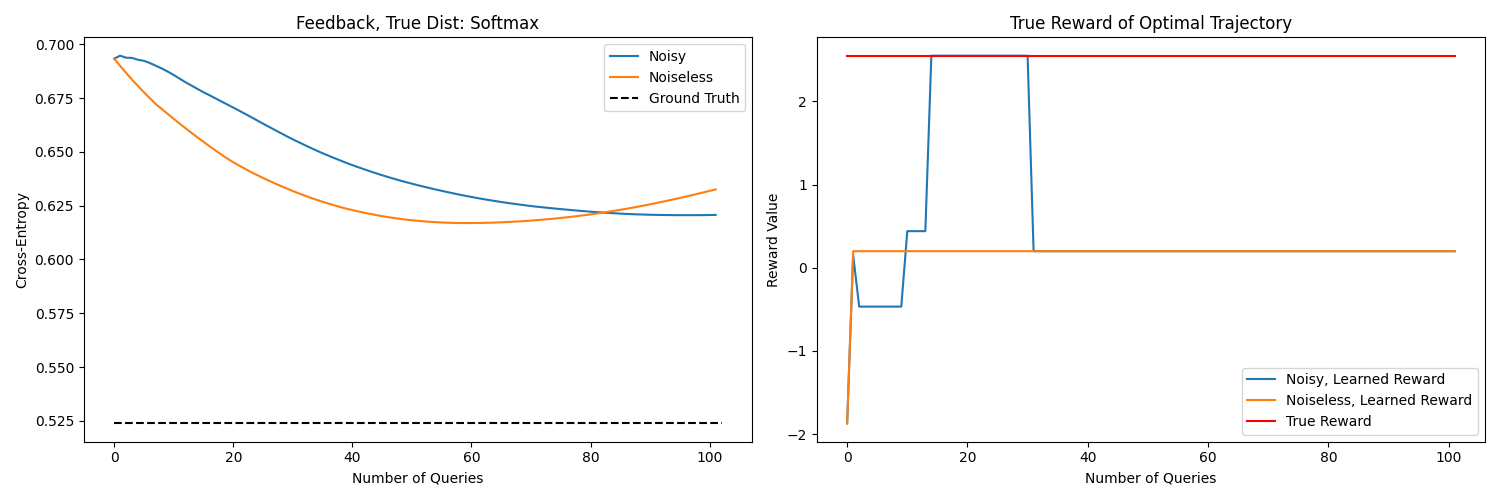 Feedback, True Dist: Softmax
0.700
0.675
0.650
0.625
0.600
0.575
0.550
0.525
Cross-Entropy
0 20 40 60 80 100
Number of Queries
Noisy
Noiseless
Ground Truth
True Reward of Optimal Trajectory
2
1
0
−1
−2
Reward Value
0 20 40 60 80 100
Number of Queries
Noisy, Learned Reward
Noiseless, Learned Reward
True Reward